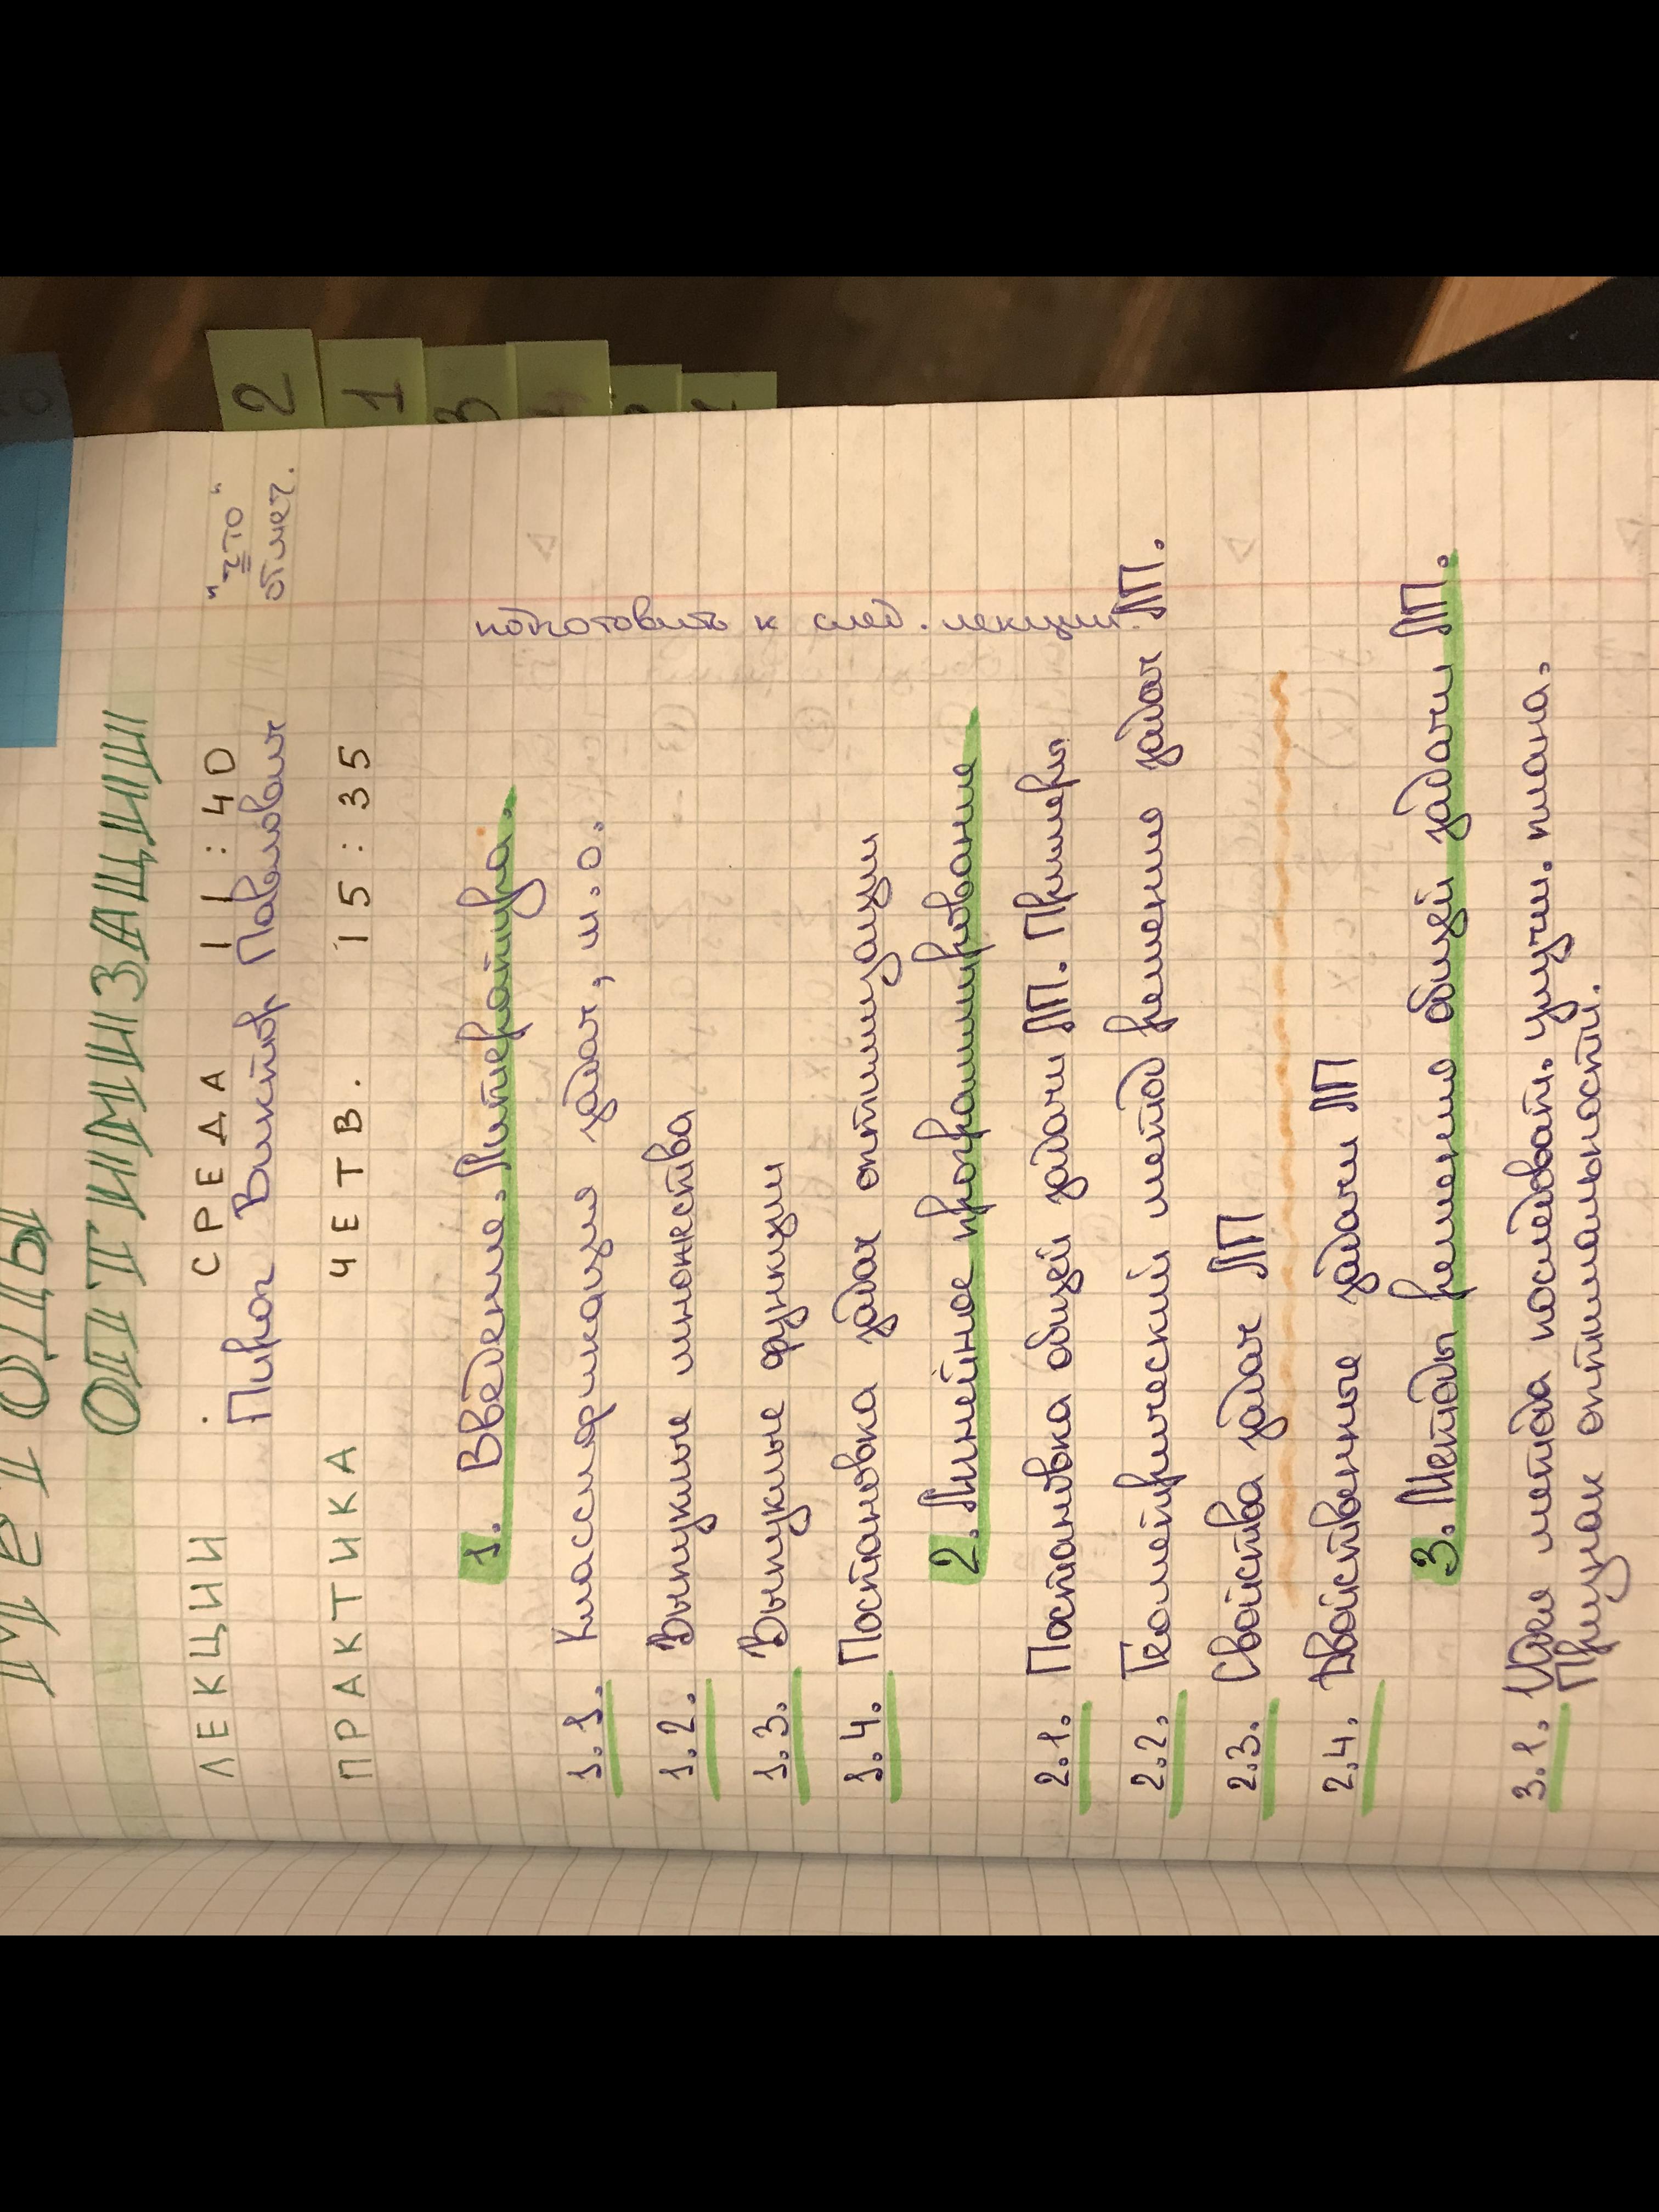 МЕТОДЫ
ОПТИМИЗАЦИИ
ЛЕКЦИИ . СРЕДА 11:40 "что"
Пирог Виктор Павлович отмеч.
ПРАКТИКА ЧЕТВ. 15:35
1. Введение. Литература.
1.1. Классификация задач, м.о.
1.2. Выпуклые множества
1.3. Выпуклые функции
1.4. Постановка задач оптимизации
подготовить к след. лекции.
2. Линейное программирование
2.1. Постановка общей задачи ЛП. Примеры
2.2. Геометрический метод решения задач ЛП.
2.3. Свойства задач ЛП
2.4. Двойственные задачи ЛП
3. Методы решения общей задачи ЛП.
3.1. Идея метода последоват. улучш. плана.
Признак оптимальности.
2
1
3